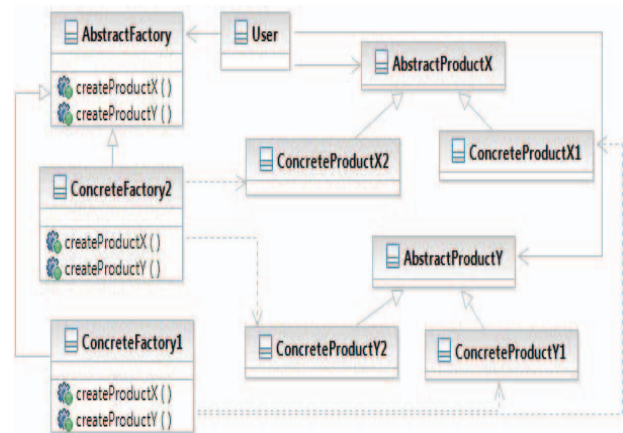 AbstractFactory
createProductX ( )
createProductY ( )
User
AbstractProductX
ConcreteProductX2
ConcreteProductX1
ConcreteFactory2
createProductX ( )
createProductY ( )
AbstractProductY
ConcreteProductY2
ConcreteProductY1
ConcreteFactory1
createProductX ( )
createProductY ( )